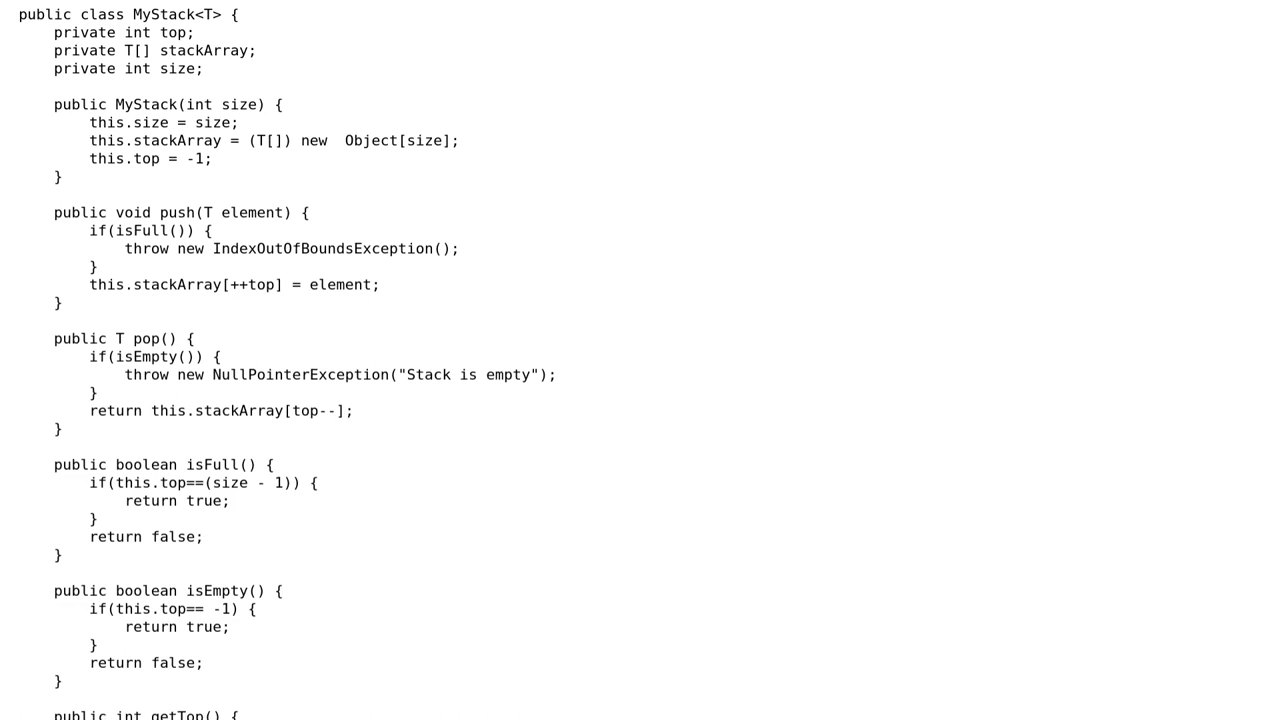 public class MyStack<T> {
    private int top;
    private T[] stackArray;
    private int size;

    public MyStack(int size) {
        this.size = size;
        this.stackArray = (T[]) new  Object[size];
        this.top = -1;
    }

    public void push(T element) {
        if(isFull()) {
            throw new IndexOutOfBoundsException();
        }
        this.stackArray[++top] = element;
    }

    public T pop() {
        if(isEmpty()) {
            throw new NullPointerException("Stack is empty");
        }
        return this.stackArray[top--];
    }

    public boolean isFull() {
        if(this.top==(size - 1)) {
            return true;
        }
        return false;
    }

    public boolean isEmpty() {
        if(this.top== -1) {
            return true;
        }
        return false;
    }

    public int getTop() {